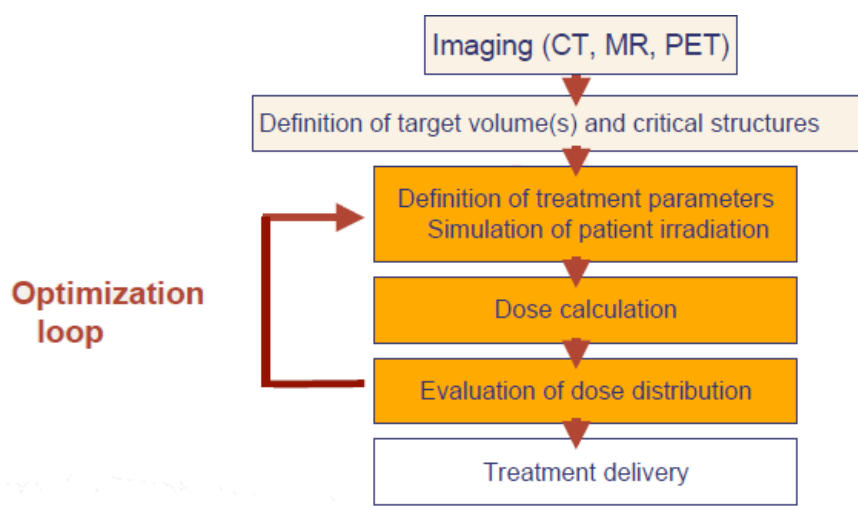 Imaging (CT, MR, PET)
Definition of target volume(s) and critical structures
Definition of treatment parameters
Simulation of patient irradiation
Optimization
loop
Dose calculation
Evaluation of dose distribution
Treatment delivery